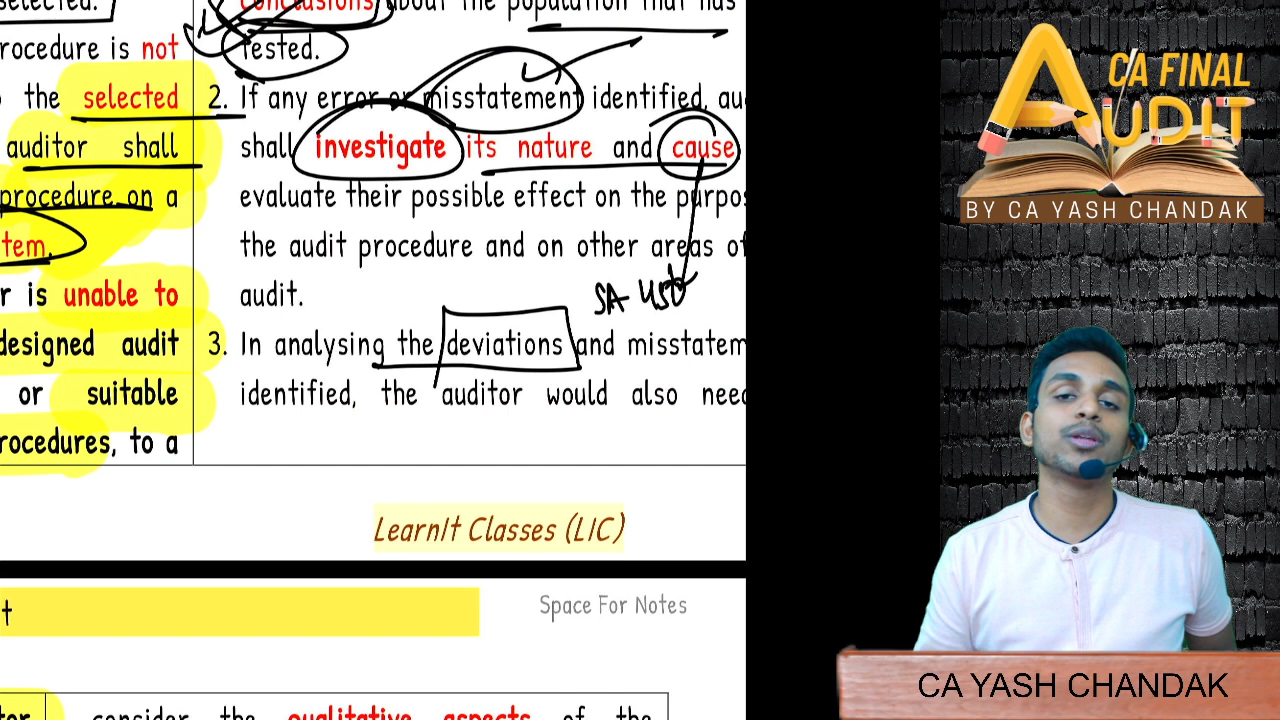 selected.
rocedure is not
the selected
auditor shall
procedure on a
tem.
r is unable to
designed audit
or suitable
rocedures, to a
conclusions about the population that has
tested.
2. If any error or misstatement identified, au
shall investigate its nature and cause
evaluate their possible effect on the purpos
the audit procedure and on other areas of
audit.
SA 450
3. In analysing the deviations and misstatem
identified, the auditor would also need
LearnIt Classes (LIC)
t
Space For Notes
tor
consider the qualitative aspects of the
CA FINAL
AUDIT
BY CA YASH CHANDAK
CA YASH CHANDAK